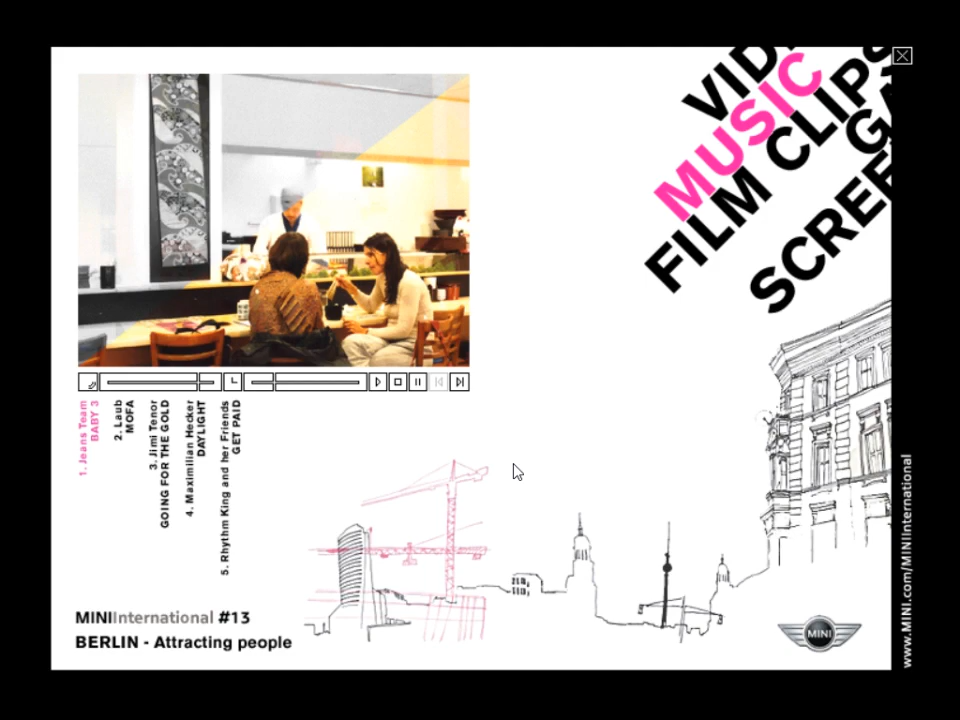 VIDE
MUSIC
FILM CLIPS
GA
SCREE
1. Jeans Team
BABY 3
2. Laub
MOFA
3. Jimi Tenor
GOING FOR THE GOLD
4. Maximilian Hecker
DAYLIGHT
5. Rhythm King and her Friends
GET PAID
MINIInternational #13
BERLIN - Attracting people
MINI
www.MINI.com/MINIInternational